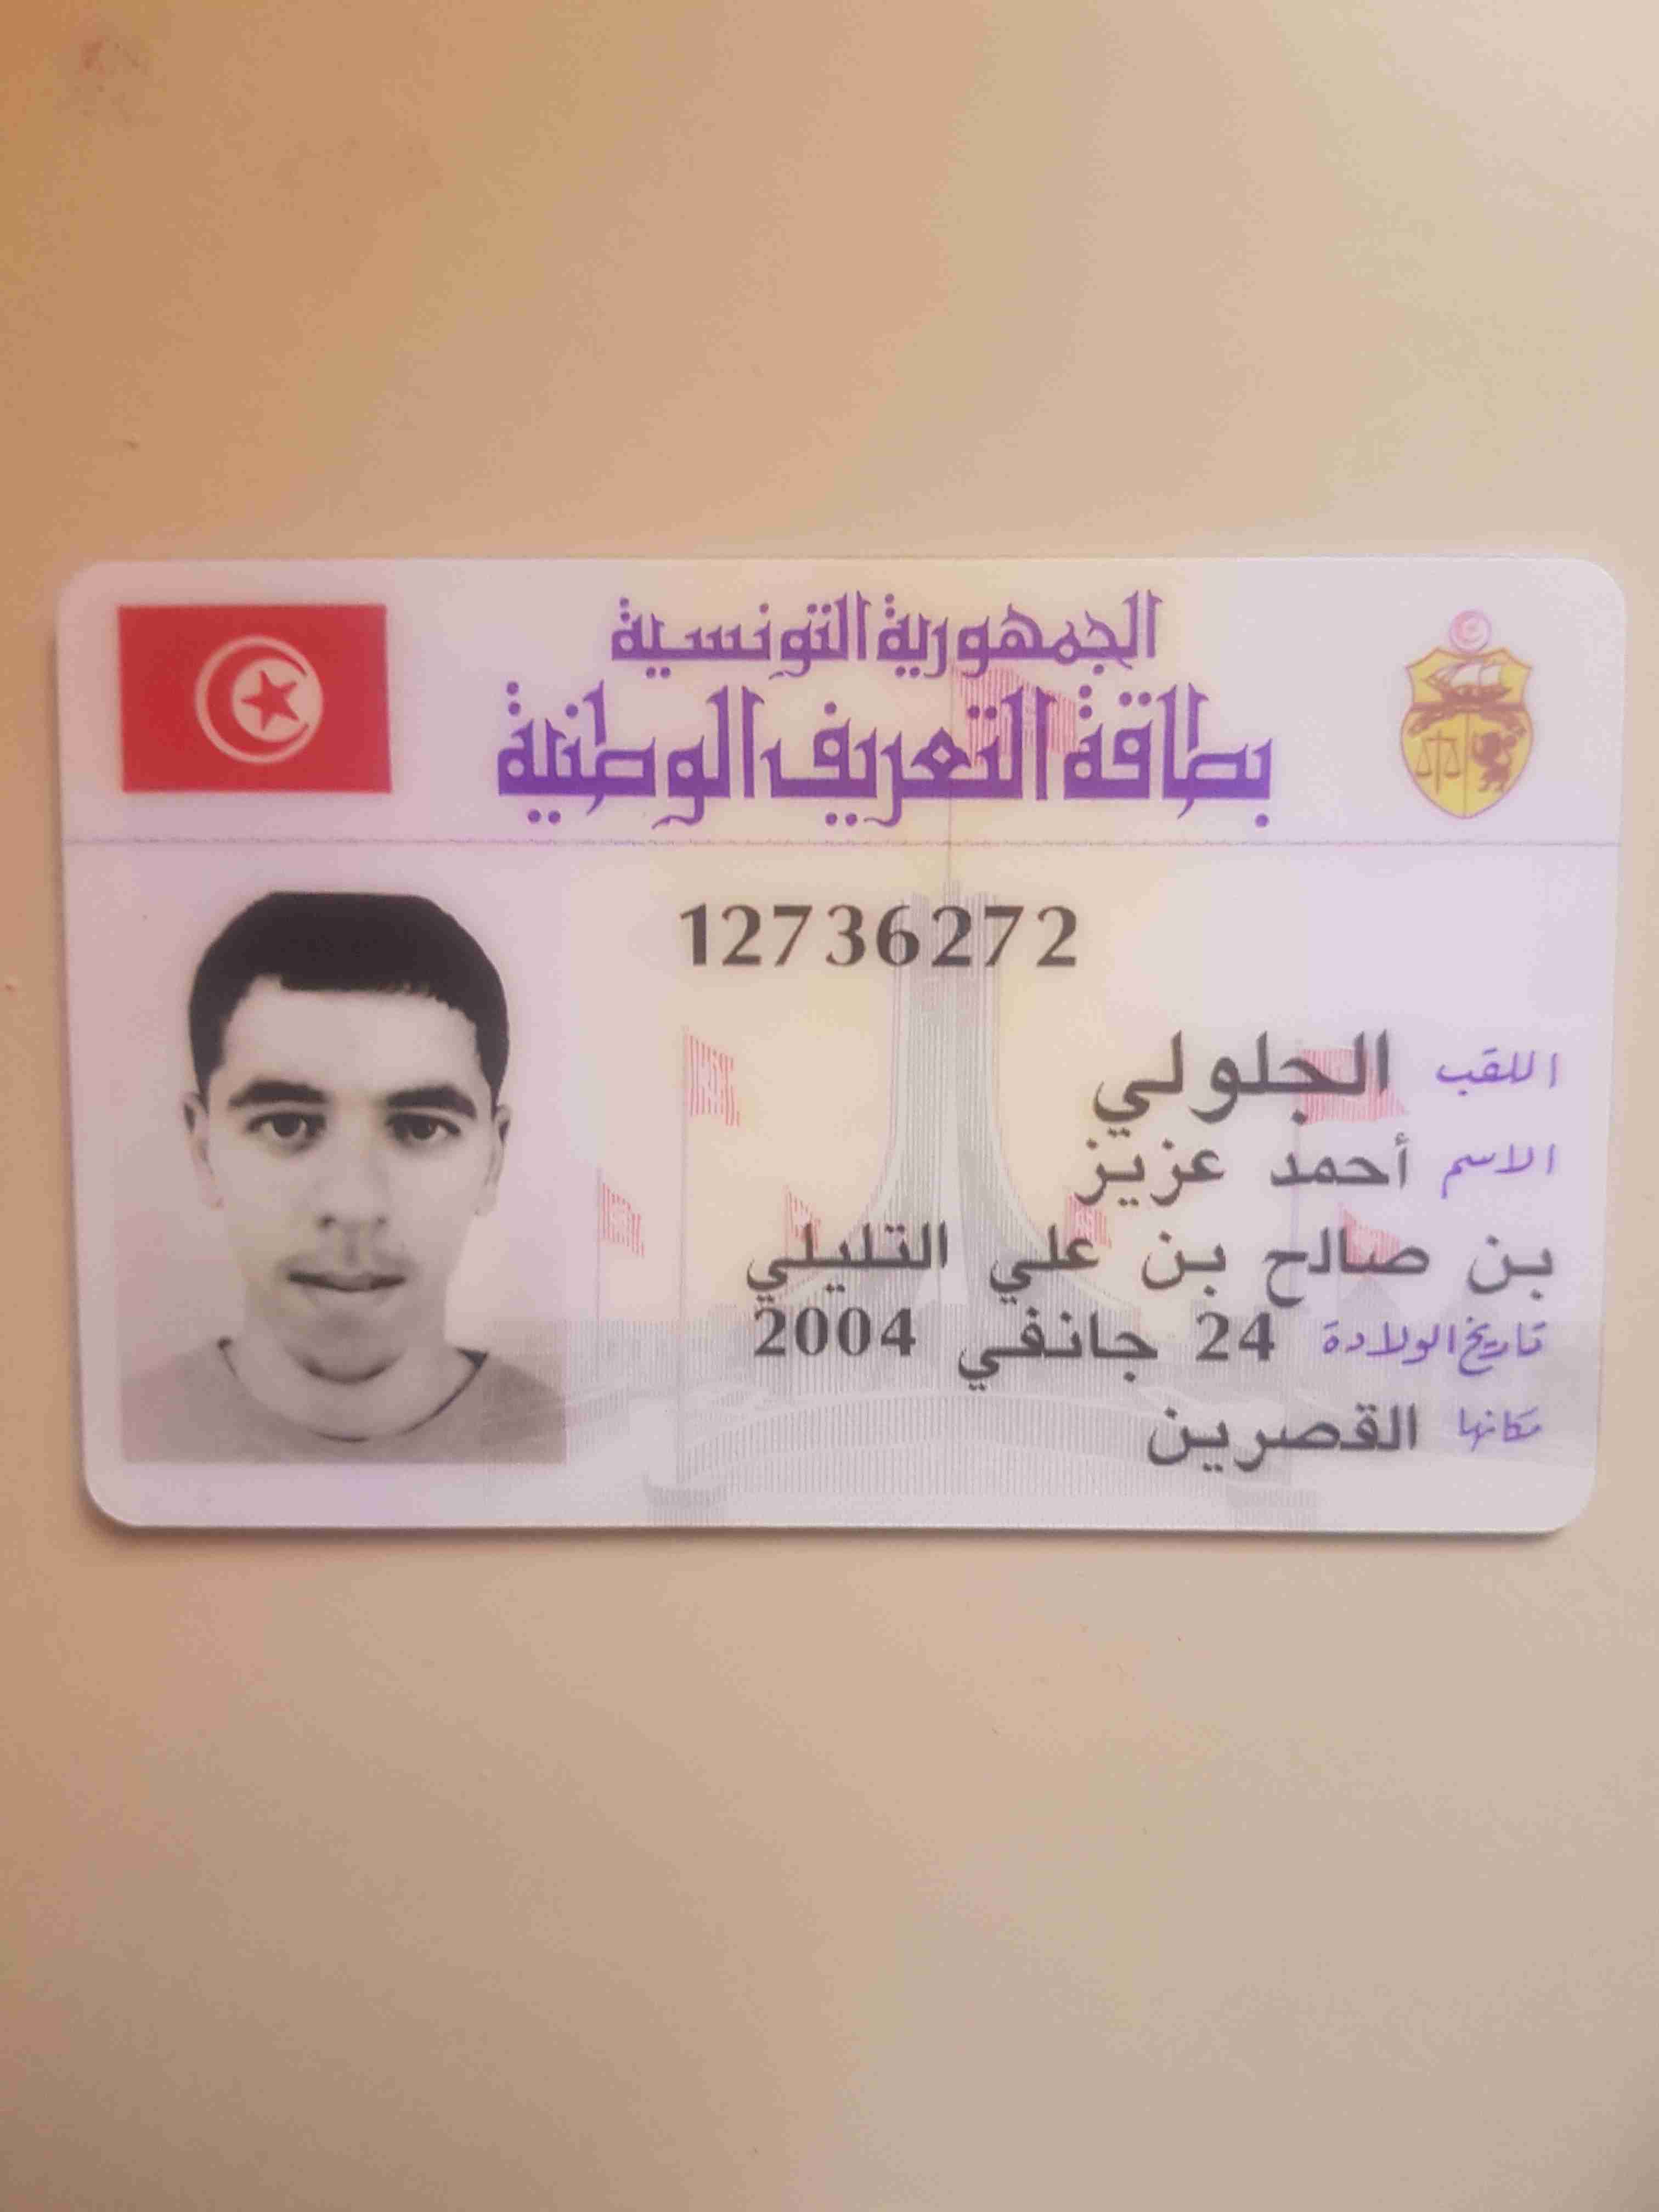 الجمهورية التونسية
بطاقة التعريف الوطنية
12736272
اللقب الجلولي
الاسم أحمد عزيز
بن صالح بن علي التليلي
تاريخ الولادة 24 جانفي 2004
مكانها القصرين